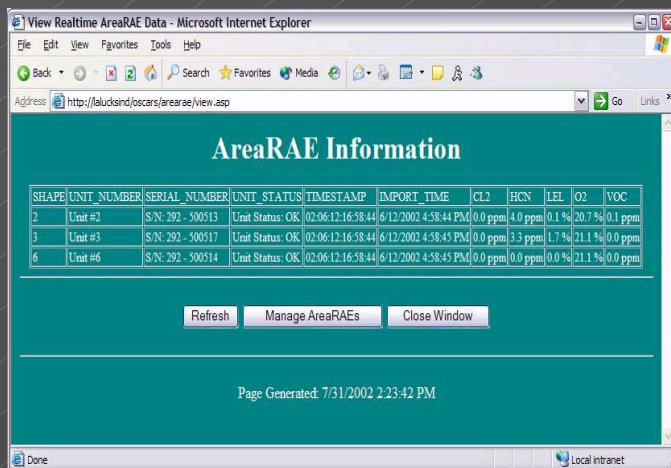 View Realtime AreaRAE Data - Microsoft Internet Explorer
File Edit View Favorites Tools Help
Back Search Favorites Media
Address http://lalucksind/oscars/arearae/view.asp Go Links »
AreaRAE Information
SHAPE UNIT_NUMBER SERIAL_NUMBER UNIT_STATUS TIMESTAMP IMPORT_TIME CL2 HCN LEL O2 VOC
2 Unit #2 S/N: 292 - 500513 Unit Status: OK 02:06:12:16:58:44 6/12/2002 4:58:44 PM 0.0 ppm 4.0 ppm 0.1 % 20.7 % 0.1 ppm
3 Unit #3 S/N: 292 - 500517 Unit Status: OK 02:06:12:16:58:44 6/12/2002 4:58:45 PM 0.0 ppm 3.3 ppm 1.7 % 21.1 % 0.0 ppm
6 Unit #6 S/N: 292 - 500514 Unit Status: OK 02:06:12:16:58:44 6/12/2002 4:58:45 PM 0.0 ppm 0.0 ppm 0.0 % 21.1 % 0.0 ppm
Refresh Manage AreaRAEs Close Window
Page Generated: 7/31/2002 2:23:42 PM
Done Local intranet